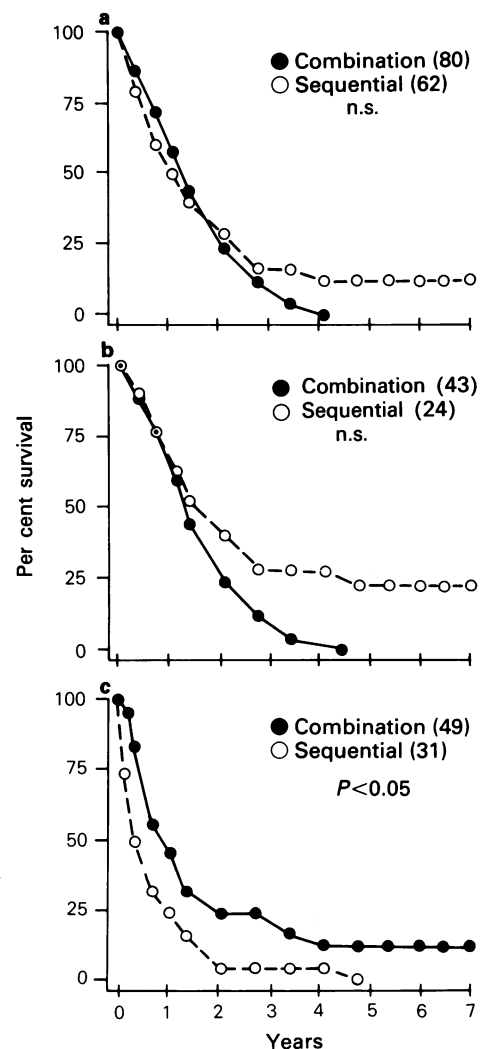 a
100
75
50
25
0
Combination (80)
Sequential (62)
n.s.
b
100
75
50
25
0
Combination (43)
Sequential (24)
n.s.
c
100
75
50
25
0
Combination (49)
Sequential (31)
P<0.05
0 1 2 3 4 5 6 7
Years
Per cent survival